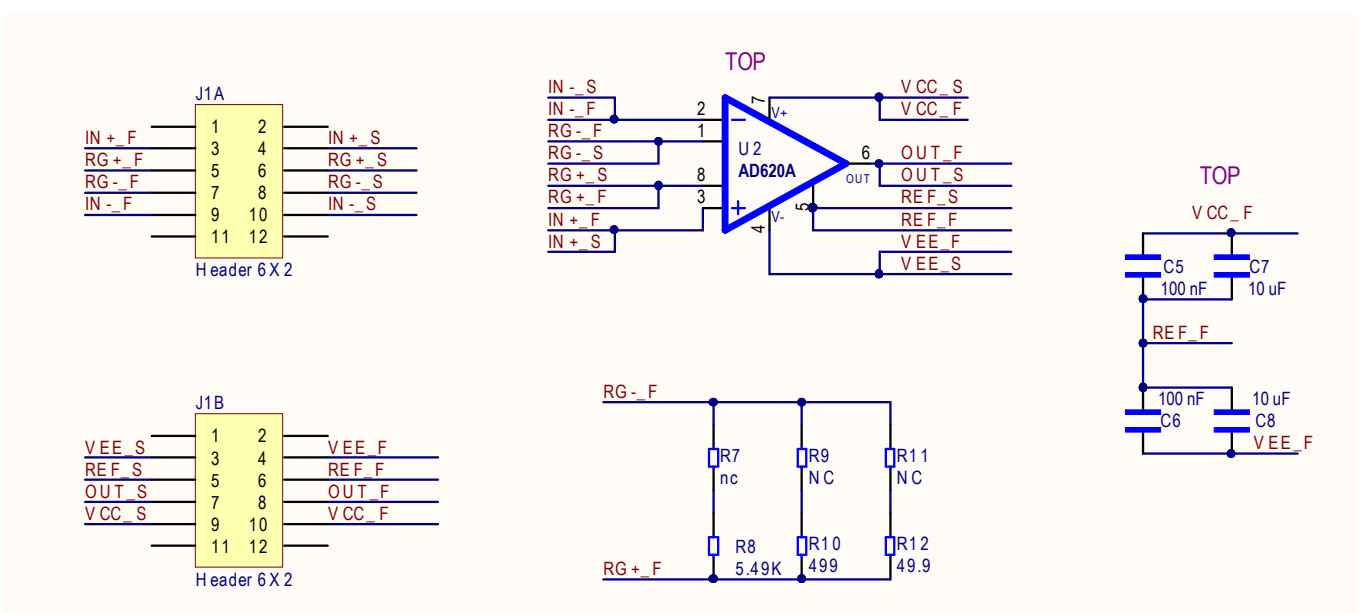 TOP
J1A
1 2
IN+_F 3 4 IN+_S
RG+_F 5 6 RG+_S
RG-_F 7 8 RG-_S
IN-_F 9 10 IN-_S
11 12
Header 6X2
IN-_S
IN-_F
RG-_F
RG-_S
RG+_S
RG+_F
IN+_F
IN+_S
2
1
8
3
7
V+
U2
AD620A
6
OUT
5
4
V-
VCC_S
VCC_F
OUT_F
OUT_S
REF_S
REF_F
VEE_F
VEE_S
TOP
VCC_F
C5
100 nF
C7
10 uF
REF_F
100 nF
C6
10 uF
C8
VEE_F
J1B
1 2
VEE_S 3 4 VEE_F
REF_S 5 6 REF_F
OUT_S 7 8 OUT_F
VCC_S 9 10 VCC_F
11 12
Header 6X2
RG-_F
R7
nc
R9
NC
R11
NC
R8
5.49K
R10
499
R12
49.9
RG+_F